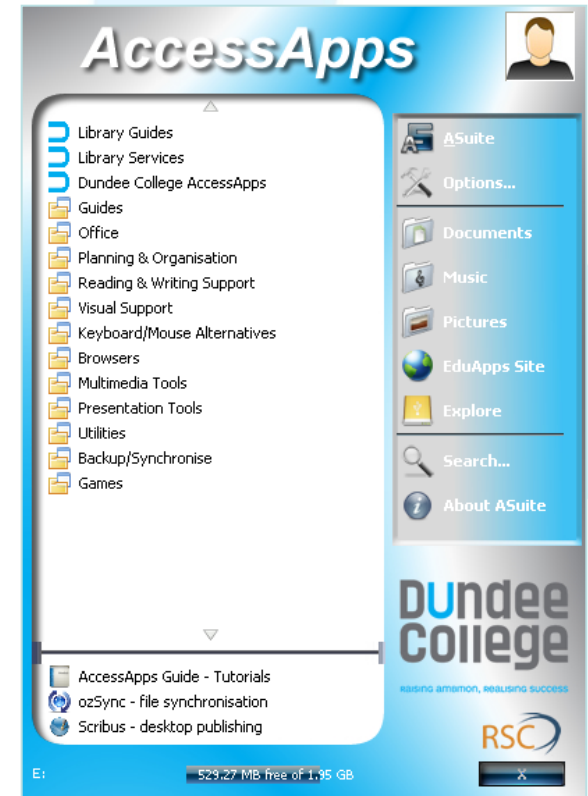 AccessApps
Library Guides
Library Services
Dundee College AccessApps
Guides
Office
Planning & Organisation
Reading & Writing Support
Visual Support
Keyboard/Mouse Alternatives
Browsers
Multimedia Tools
Presentation Tools
Utilities
Backup/Synchronise
Games
AccessApps Guide - Tutorials
ozSync - file synchronisation
Scribus - desktop publishing
ASuite
Options...
Documents
Music
Pictures
EduApps Site
Explore
Search...
About ASuite
Dundee
College
Raising ambition, realising success
RSC
E:
529.27 MB free of 1.95 GB
X